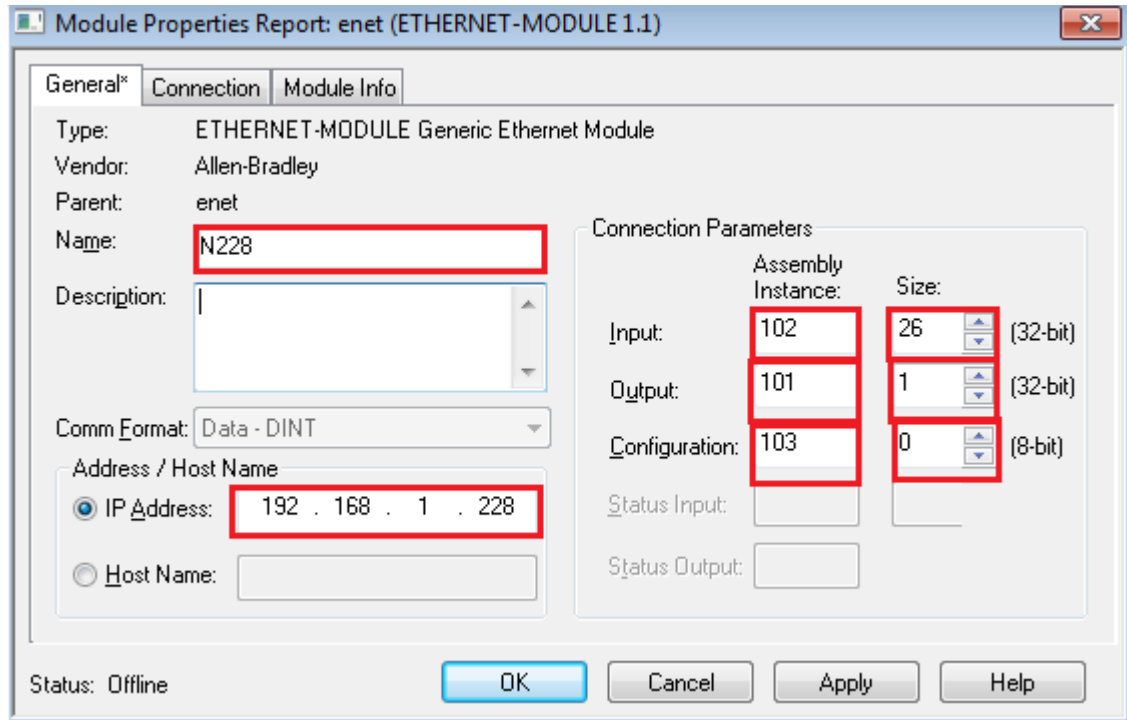 Module Properties Report: enet (ETHERNET-MODULE 1.1)
General* Connection Module Info
Type: ETHERNET-MODULE Generic Ethernet Module
Vendor: Allen-Bradley
Parent: enet
Name: N228
Description:
Comm Format: Data - DINT
Address / Host Name
IP Address: 192 . 168 . 1 . 228
Host Name:
Connection Parameters
Assembly
Instance: Size:
Input: 102 26 (32-bit)
Output: 101 1 (32-bit)
Configuration: 103 0 (8-bit)
Status Input:
Status Output:
Status: Offline OK Cancel Apply Help